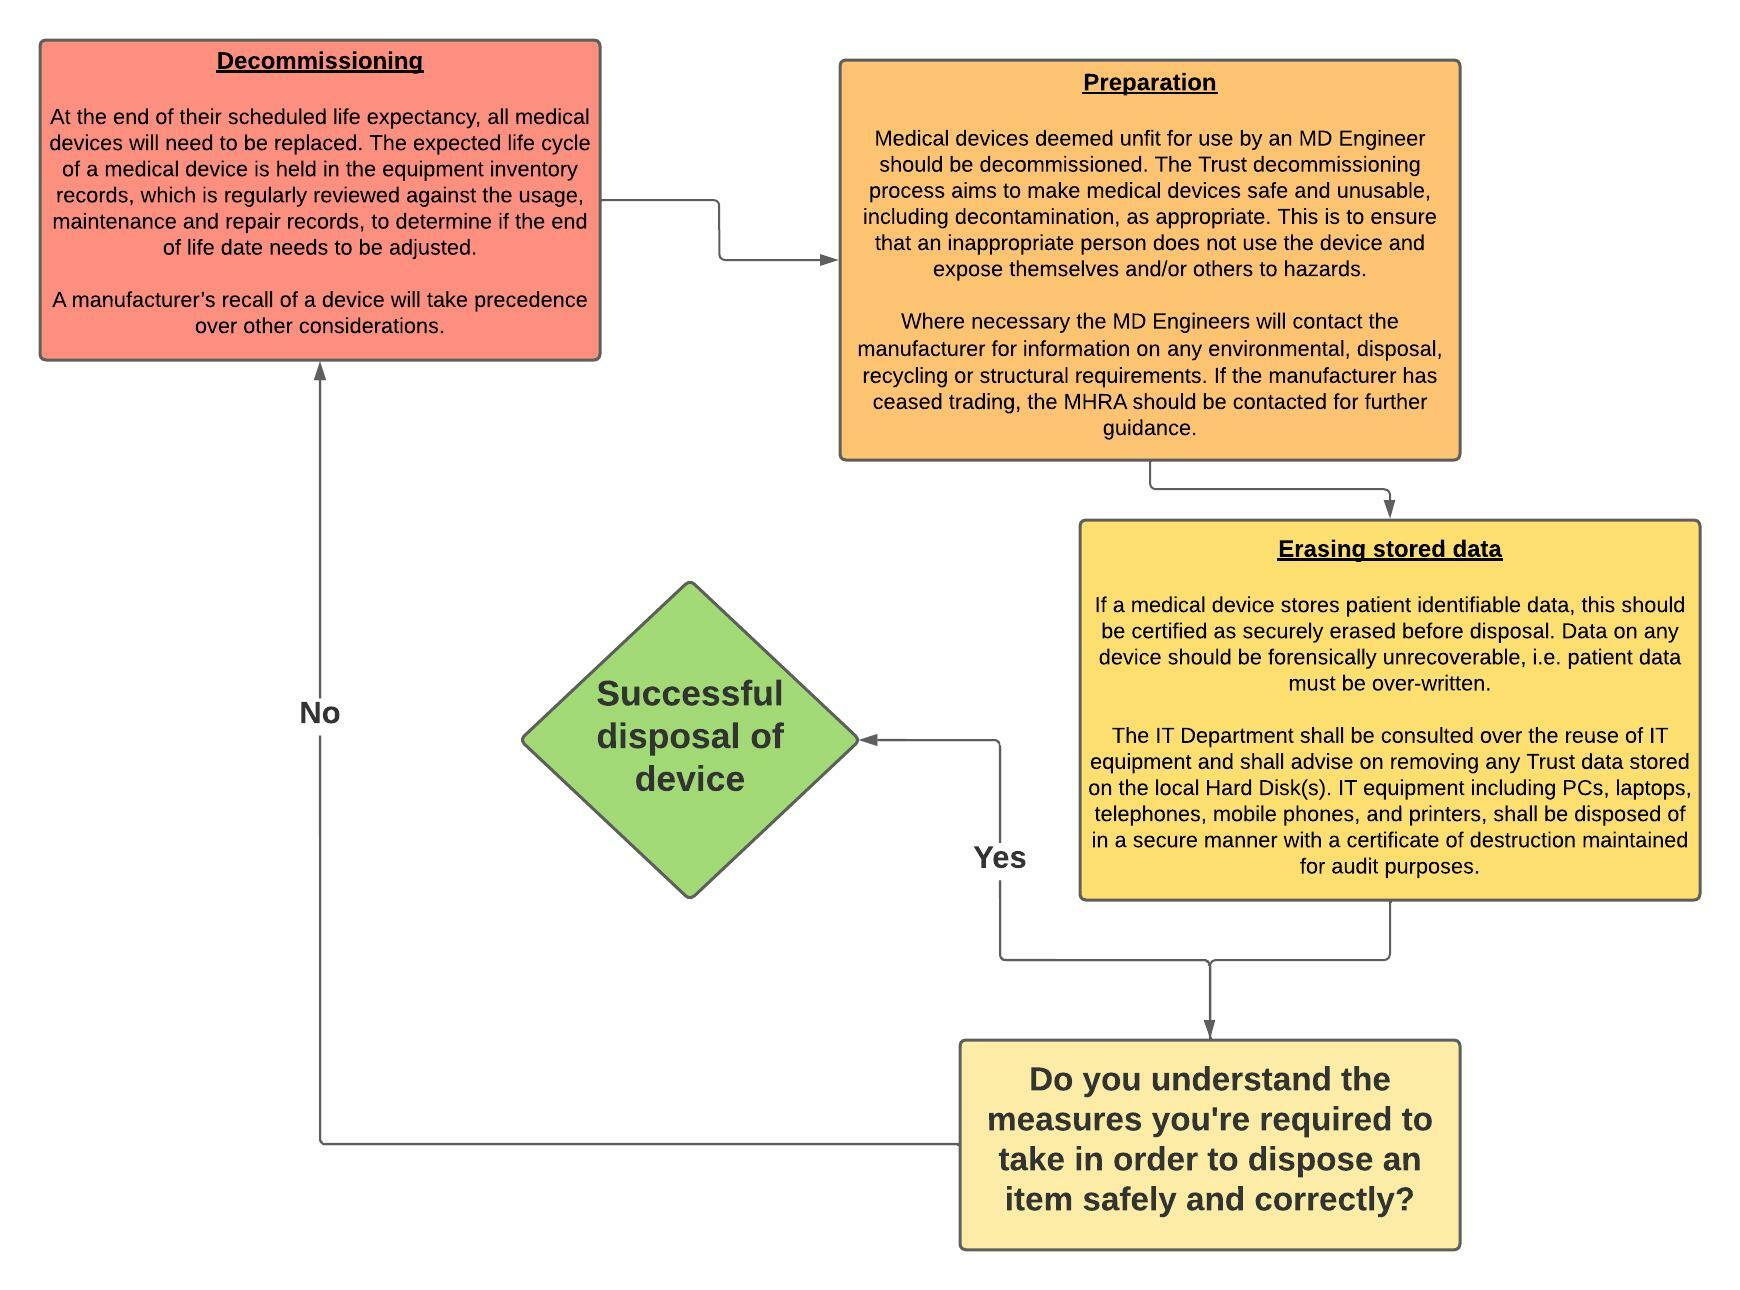 Decommissioning
At the end of their scheduled life expectancy, all medical
devices will need to be replaced. The expected life cycle
of a medical device is held in the equipment inventory
records, which is regularly reviewed against the usage,
maintenance and repair records, to determine if the end
of life date needs to be adjusted.
A manufacturer's recall of a device will take precedence
over other considerations.
Preparation
Medical devices deemed unfit for use by an MD Engineer
should be decommissioned. The Trust decommissioning
process aims to make medical devices safe and unusable,
including decontamination, as appropriate. This is to ensure
that an inappropriate person does not use the device and
expose themselves and/or others to hazards.
Where necessary the MD Engineers will contact the
manufacturer for information on any environmental, disposal,
recycling or structural requirements. If the manufacturer has
ceased trading, the MHRA should be contacted for further
guidance.
Erasing stored data
If a medical device stores patient identifiable data, this should
be certified as securely erased before disposal. Data on any
device should be forensically unrecoverable, i.e. patient data
must be over-written.
The IT Department shall be consulted over the reuse of IT
equipment and shall advise on removing any Trust data stored
on the local Hard Disk(s). IT equipment including PCs, laptops,
telephones, mobile phones, and printers, shall be disposed of
in a secure manner with a certificate of destruction maintained
for audit purposes.
Do you understand the
measures you're required to
take in order to dispose an
item safely and correctly?
Yes
Successful
disposal of
device
No